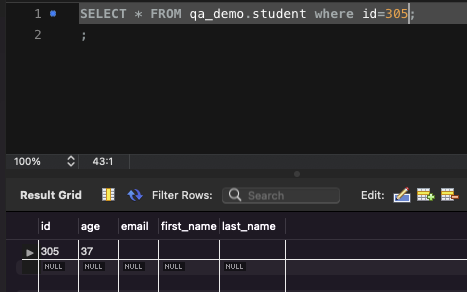 1 SELECT * FROM qa_demo.student where id=305;
2 ;
100% 43:1
Result Grid Filter Rows: Search Edit:
id age email first_name last_name
305 37
NULL NULL NULL NULL NULL